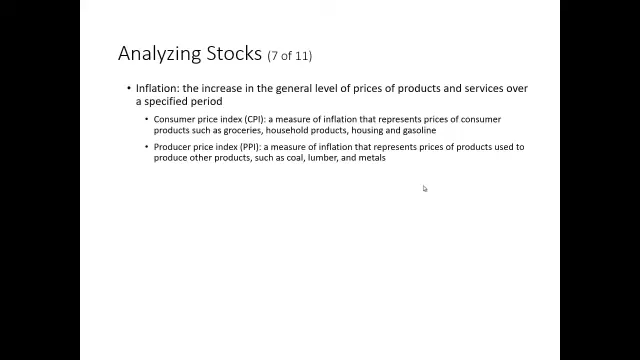 Analyzing Stocks (7 of 11)
• Inflation: the increase in the general level of prices of products and services over
a specified period
• Consumer price index (CPI): a measure of inflation that represents prices of consumer
products such as groceries, household products, housing and gasoline
• Producer price index (PPI): a measure of inflation that represents prices of products used to
produce other products, such as coal, lumber, and metals